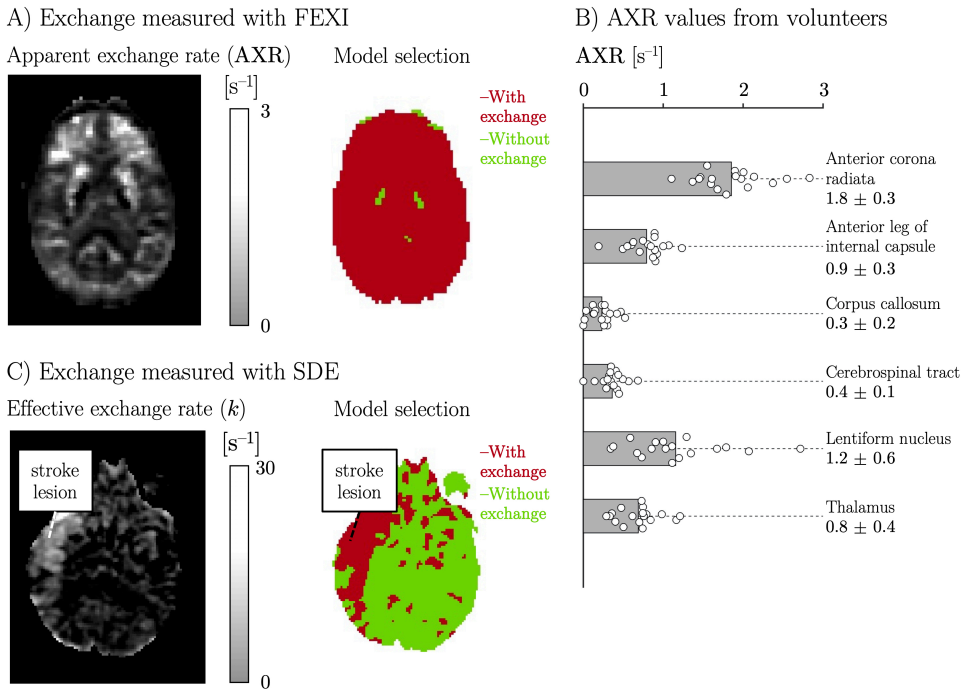 A) Exchange measured with FEXI
Apparent exchange rate (AXR)
Model selection
[s⁻¹]
3
0
–With
exchange
–Without
exchange
B) AXR values from volunteers
AXR [s⁻¹]
0 1 2 3
Anterior corona
radiata
1.8 ± 0.3
Anterior leg of
internal capsule
0.9 ± 0.3
Corpus callosum
0.3 ± 0.2
Cerebrospinal tract
0.4 ± 0.1
Lentiform nucleus
1.2 ± 0.6
Thalamus
0.8 ± 0.4
C) Exchange measured with SDE
Effective exchange rate (k)
Model selection
[s⁻¹]
30
0
stroke
lesion
stroke
lesion
–With
exchange
–Without
exchange